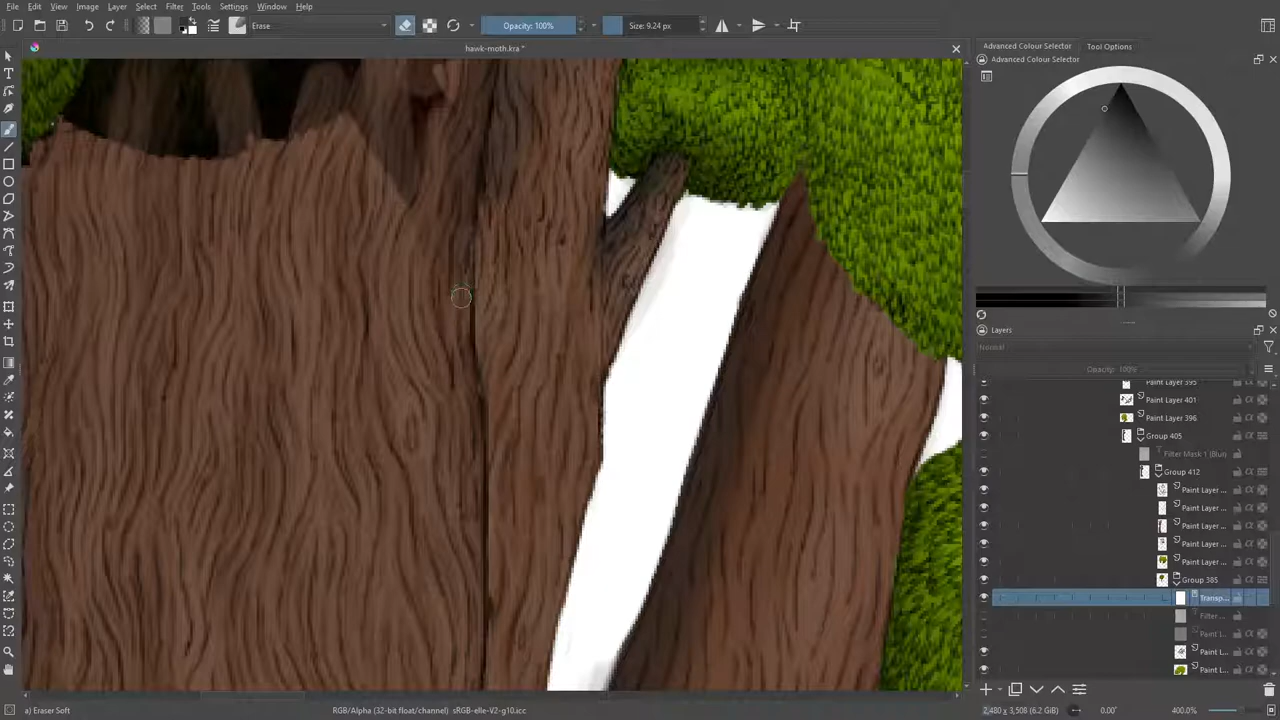 File Edit View Image Layer Select Filter Tools Settings Window Help
Erase
Opacity: 100%
Size: 9.24 px
hawk-moth.kra *
Advanced Colour Selector
Tool Options
Advanced Colour Selector
Layers
Normal
Opacity: 100%
Paint Layer 395
Paint Layer 401
Paint Layer 396
Group 405
Filter Mask 1 (Blur)
Group 412
Paint Layer ...
Paint Layer ...
Paint Layer ...
Paint Layer ...
Paint Layer ...
Group 385
Transp...
Filter ...
Paint L...
Paint L...
Paint L...
a) Eraser Soft
RGB/Alpha (32-bit float/channel) sRGB-elle-V2-g10.icc
2,480 x 3,508 (6.2 GiB)
0.00°
400.0%